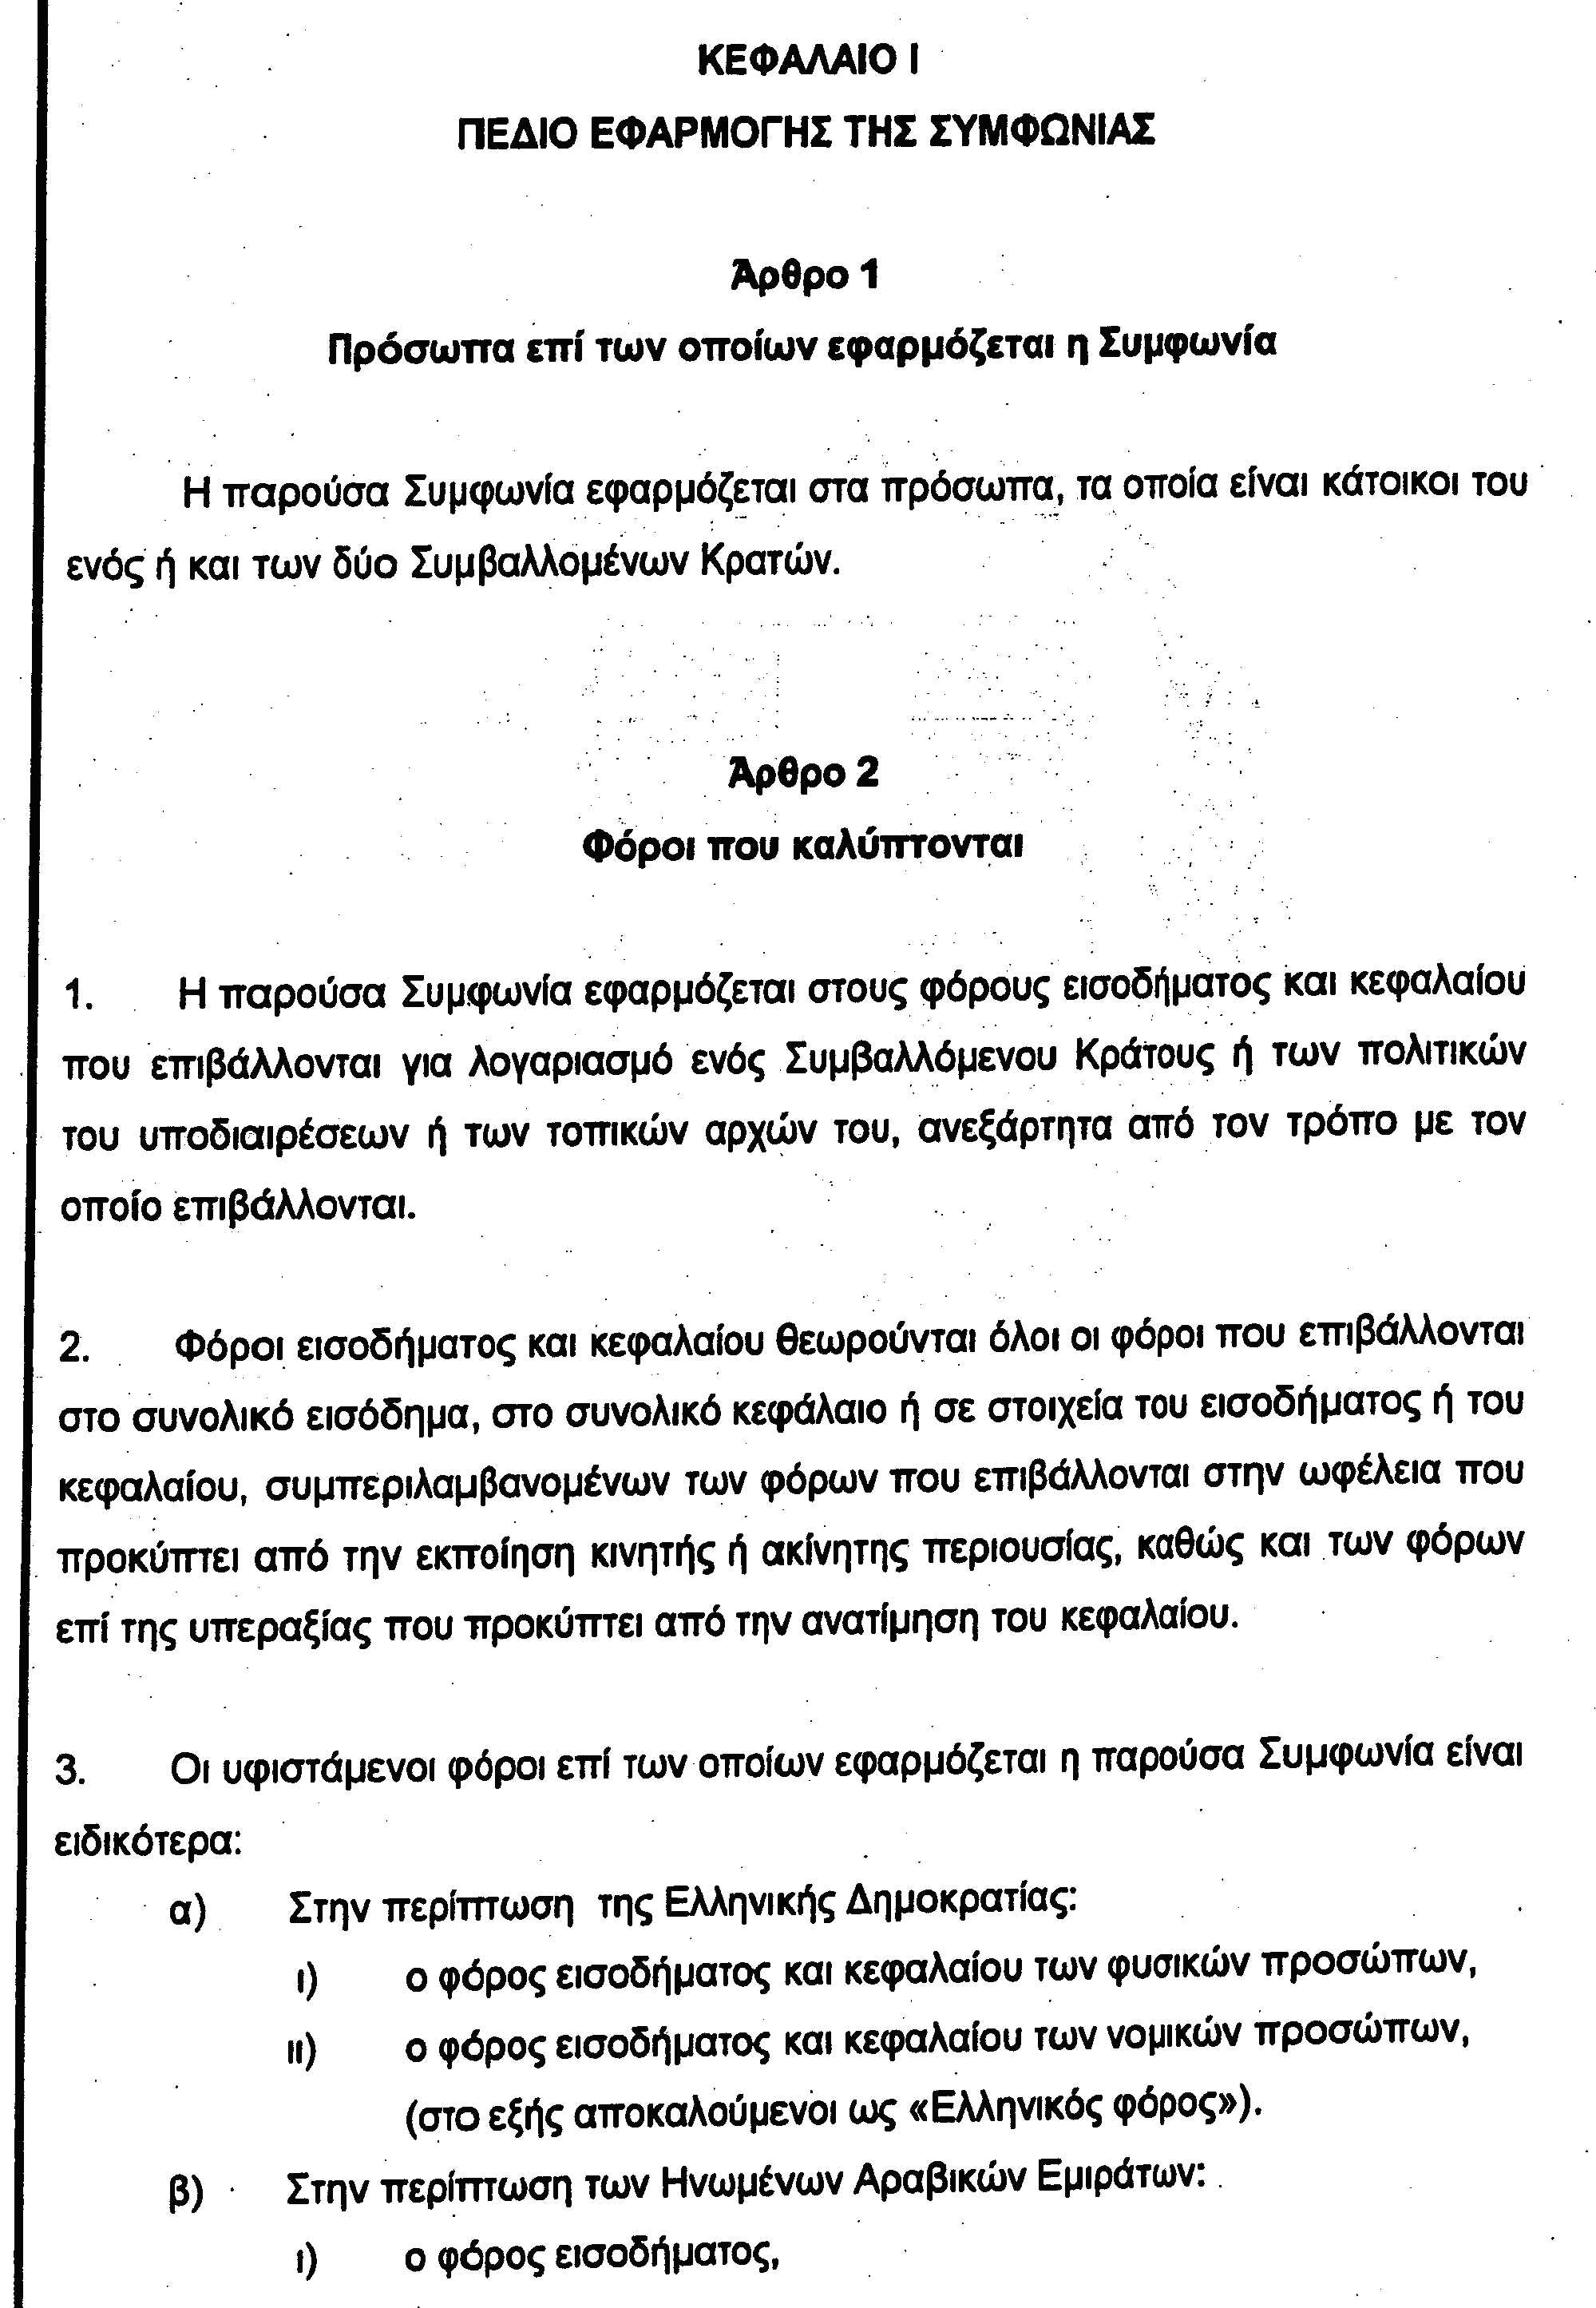 ΚΕΦΑΛΑΙΟ Ι
ΠΕΔΙΟ ΕΦΑΡΜΟΓΗΣ ΤΗΣ ΣΥΜΦΩΝΙΑΣ
Άρθρο 1
Πρόσωπα επί των οποίων εφαρμόζεται η Συμφωνία
Η παρούσα Συμφωνία εφαρμόζεται στα πρόσωπα, τα οποία είναι κάτοικοι του
ενός ή και των δύο Συμβαλλομένων Κρατών.
Άρθρο 2
Φόροι που καλύπτονται
1. Η παρούσα Συμφωνία εφαρμόζεται στους φόρους εισοδήματος και κεφαλαίου
που επιβάλλονται για λογαριασμό ενός Συμβαλλόμενου Κράτους ή των πολιτικών
του υποδιαιρέσεων ή των τοπικών αρχών του, ανεξάρτητα από τον τρόπο με τον
οποίο επιβάλλονται.
2. Φόροι εισοδήματος και κεφαλαίου θεωρούνται όλοι οι φόροι που επιβάλλονται
στο συνολικό εισόδημα, στο συνολικό κεφάλαιο ή σε στοιχεία του εισοδήματος ή του
κεφαλαίου, συμπεριλαμβανομένων των φόρων που επιβάλλονται στην ωφέλεια που
προκύπτει από την εκποίηση κινητής ή ακίνητης περιουσίας, καθώς και των φόρων
επί της υπεραξίας που προκύπτει από την ανατίμηση του κεφαλαίου.
3. Οι υφιστάμενοι φόροι επί των οποίων εφαρμόζεται η παρούσα Συμφωνία είναι
ειδικότερα:
α) Στην περίπτωση της Ελληνικής Δημοκρατίας:
ι) ο φόρος εισοδήματος και κεφαλαίου των φυσικών προσώπων,
ιι) ο φόρος εισοδήματος και κεφαλαίου των νομικών προσώπων,
(στο εξής αποκαλούμενοι ως «Ελληνικός φόρος»).
β) Στην περίπτωση των Ηνωμένων Αραβικών Εμιράτων:
ι) ο φόρος εισοδήματος,